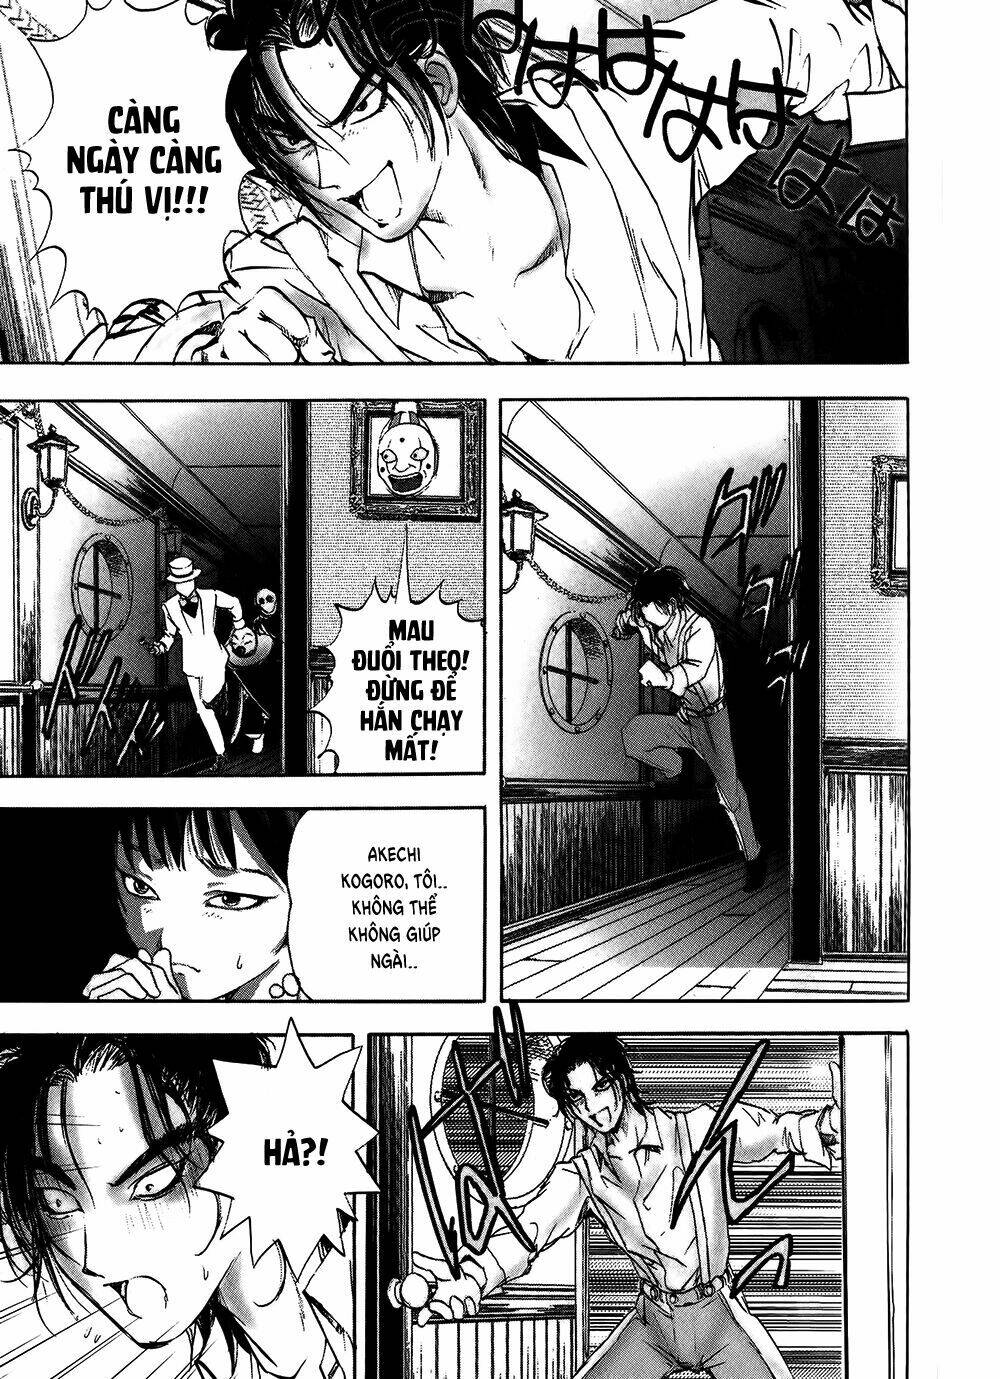 はははははははは
CÀNG
NGÀY CÀNG
THÚ VỊ!!!
MAU
ĐUỔI THEO!
ĐỪNG ĐỂ
HẮN CHẠY
MẤT!
AKECHI
KOGORO, TÔI..
KHÔNG THỂ
KHÔNG GIÚP
NGÀI..
HẢ?!